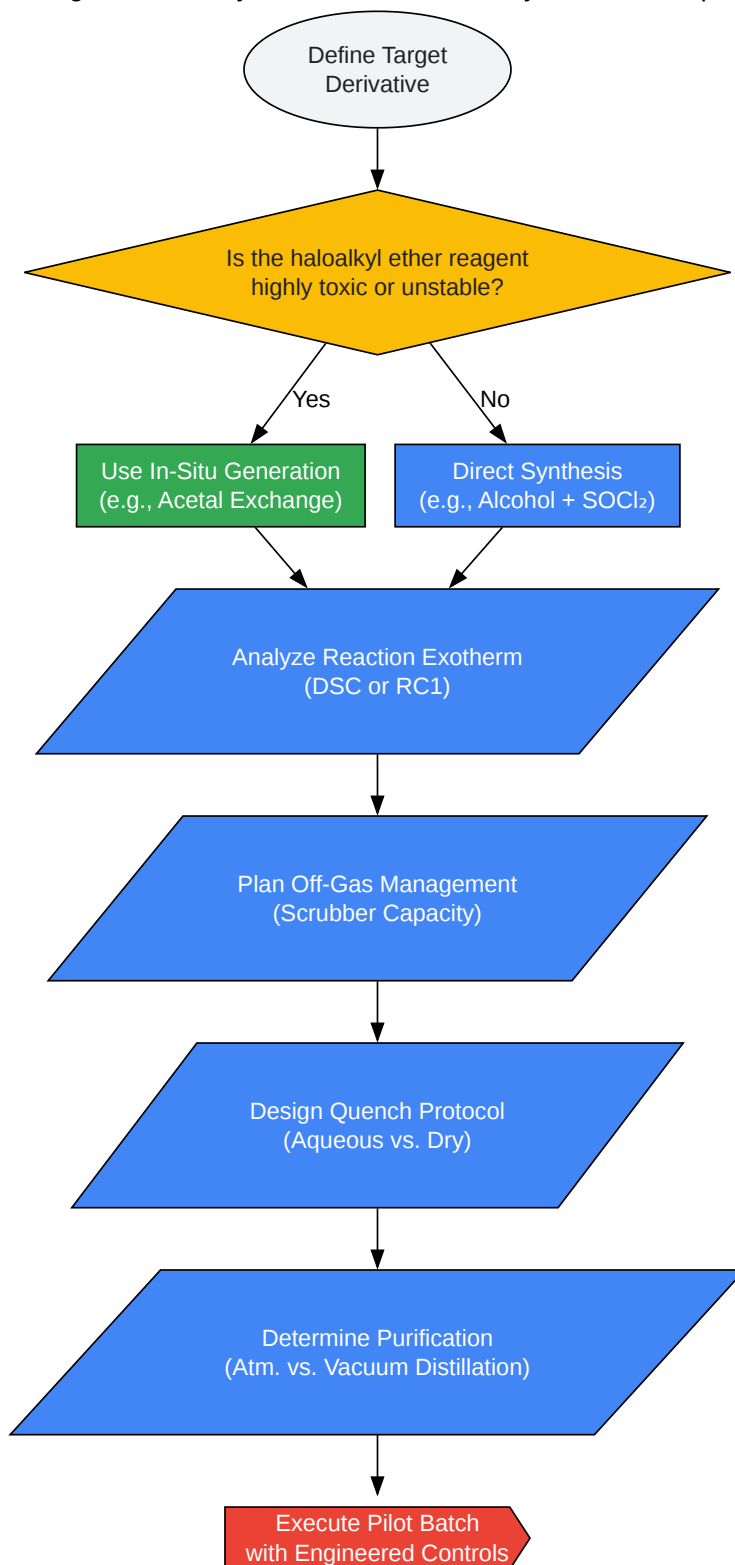 Define Target
Derivative
Is the haloalkyl ether reagent
highly toxic or unstable?
Yes
No
Use In-Situ Generation
(e.g., Acetal Exchange)
Direct Synthesis
(e.g., Alcohol + SOCl₂)
Analyze Reaction Exotherm
(DSC or RC1)
Plan Off-Gas Management
(Scrubber Capacity)
Design Quench Protocol
(Aqueous vs. Dry)
Determine Purification
(Atm. vs. Vacuum Distillation)
Execute Pilot Batch
with Engineered Controls